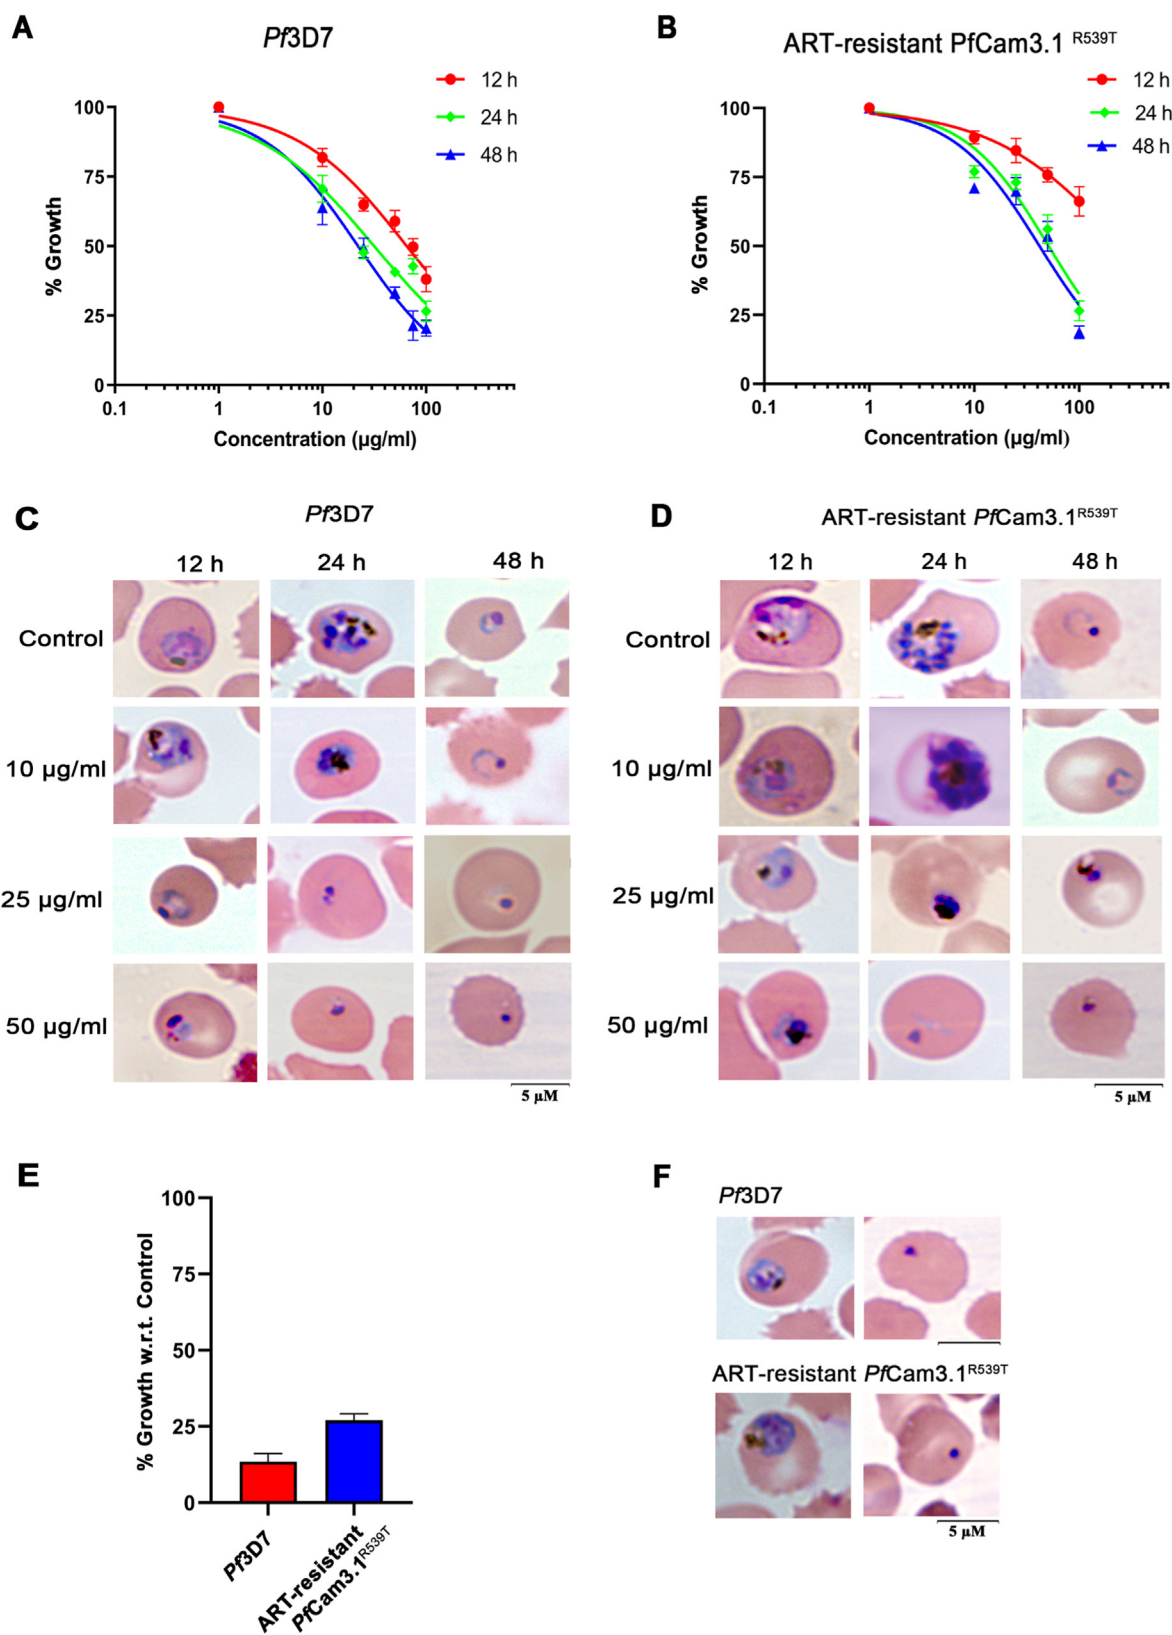 A
Pf3D7
12 h
24 h
48 h
100
75
50
25
0
% Growth
0.1
1
10
100
Concentration (µg/ml)
B
ART-resistant PfCam3.1 R539T
12 h
24 h
48 h
100
75
50
25
0
% Growth
0.1
1
10
100
Concentration (µg/ml)
C
Pf3D7
12 h
24 h
48 h
Control
10 µg/ml
25 µg/ml
50 µg/ml
5 µM
D
ART-resistant PfCam3.1R539T
12 h
24 h
48 h
Control
10 µg/ml
25 µg/ml
50 µg/ml
5 µM
E
100
75
50
25
0
% Growth w.r.t. Control
Pf3D7
ART-resistant
PfCam3.1R539T
F
Pf3D7
ART-resistant PfCam3.1R539T
5 µM